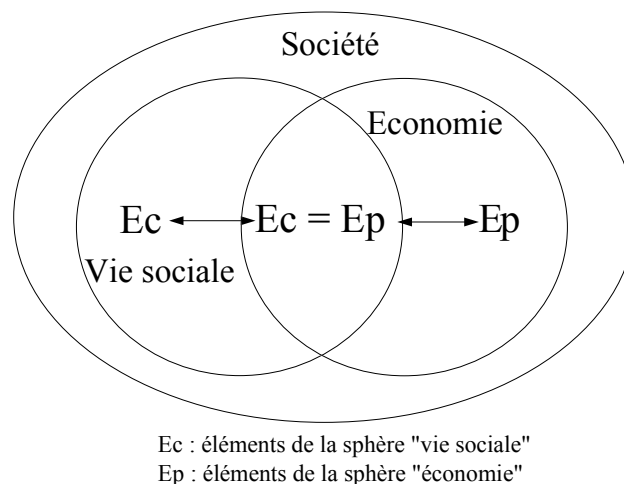 Société
Economie
Ec Ec = Ep Ep
Vie sociale
Ec : éléments de la sphère "vie sociale"
Ep : éléments de la sphère "économie"